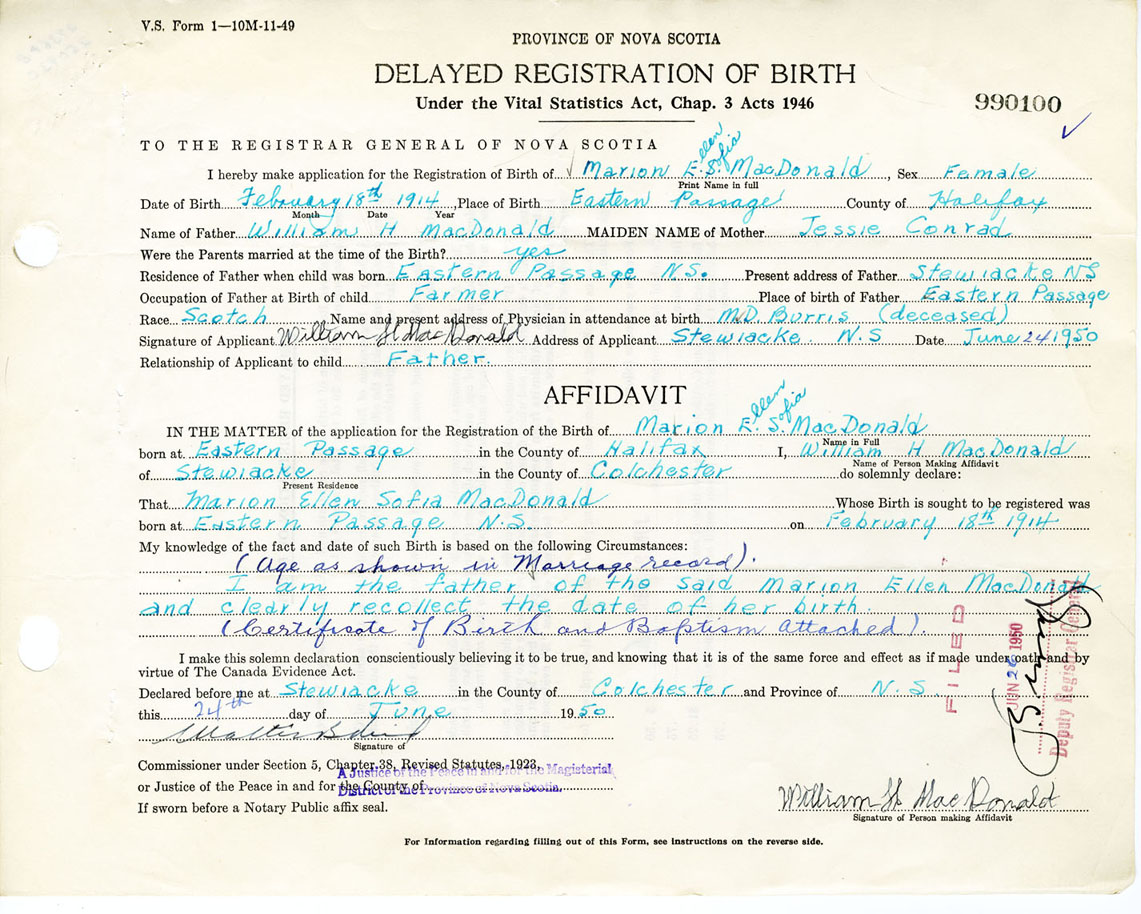 V.S. Form 1—10M-11-49
PROVINCE OF NOVA SCOTIA
DELAYED REGISTRATION OF BIRTH
Under the Vital Statistics Act, Chap. 3 Acts 1946
990100
TO THE REGISTRAR GENERAL OF NOVA SCOTIA
ellen ofia
I hereby make application for the Registration of Birth of Marion E. S. MacDonald, Sex Female
Print Name in full
Date of Birth February 18th 1914, Place of Birth Eastern Passage County of Halifax
Month Date Year
Name of Father William H MacDonald MAIDEN NAME of Mother Jessie Conrad
Were the Parents married at the time of the Birth? yes
Residence of Father when child was born Eastern Passage NS. Present address of Father Stewiacke NS
Occupation of Father at Birth of child Farmer Place of birth of Father Eastern Passage
Race Scotch Name and present address of Physician in attendance at birth M.D. Burris (deceased)
Signature of Applicant William H MacDonald Address of Applicant Stewiacke N.S Date June 24 1950
Relationship of Applicant to child Father.
AFFIDAVIT
ellen ofia
IN THE MATTER of the application for the Registration of the Birth of Marion E. S. MacDonald
Name in Full
born at Eastern Passage in the County of Halifax I, William H MacDonald
Name of Person Making Affidavit
of Stewiacke in the County of Colchester do solemnly declare:
Present Residence
That Marion Ellen Sofia MacDonald Whose Birth is sought to be registered was
born at Eastern Passage N.S. on February 18th 1914
My knowledge of the fact and date of such Birth is based on the following Circumstances:
(Age as shown in Marriage record).
I am the father of the said Marion Ellen MacDonald
and clearly recollect the date of her birth.
(Certificate of Birth and Baptism attached).
I make this solemn declaration conscientiously believing it to be true, and knowing that it is of the same force and effect as if made under oath and by
virtue of The Canada Evidence Act.
Declared before me at Stewiacke in the County of Colchester and Province of N.S.
this 24th day of June 1950
Signature of
Commissioner under Section 5, Chapter 38, Revised Statutes, 1923,
A Justice of the Peace in and for the Magisterial
or Justice of the Peace in and for the County of
District of the Province of Nova Scotia.
If sworn before a Notary Public affix seal.
William H MacDonald
Signature of Person making Affidavit
FILED
JUN 26 1950
Deputy Registrar General
For Information regarding filling out of this Form, see instructions on the reverse side.